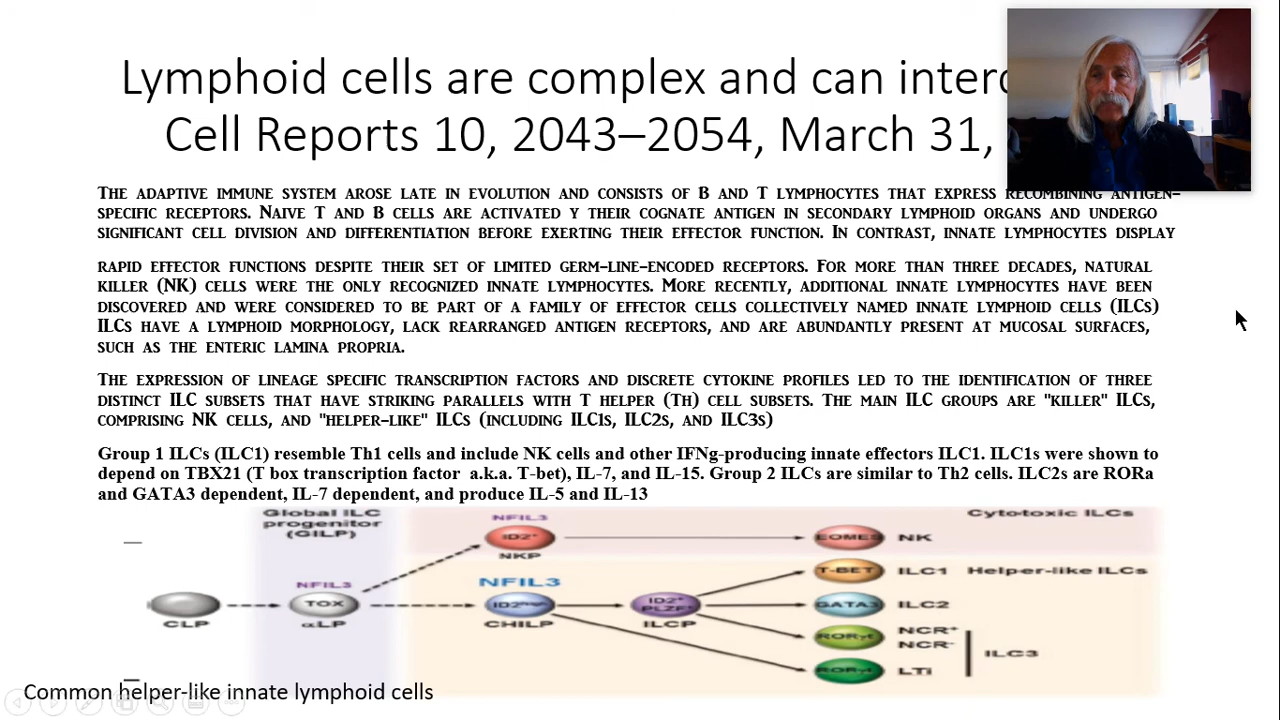 Lymphoid cells are complex and can interc
Cell Reports 10, 2043–2054, March 31,
THE ADAPTIVE IMMUNE SYSTEM AROSE LATE IN EVOLUTION AND CONSISTS OF B AND T LYMPHOCYTES THAT EXPRESS RECOMBINING ANTIGEN-
SPECIFIC RECEPTORS. NAIVE T AND B CELLS ARE ACTIVATED Y THEIR COGNATE ANTIGEN IN SECONDARY LYMPHOID ORGANS AND UNDERGO
SIGNIFICANT CELL DIVISION AND DIFFERENTIATION BEFORE EXERTING THEIR EFFECTOR FUNCTION. IN CONTRAST, INNATE LYMPHOCYTES DISPLAY
RAPID EFFECTOR FUNCTIONS DESPITE THEIR SET OF LIMITED GERM-LINE-ENCODED RECEPTORS. FOR MORE THAN THREE DECADES, NATURAL
KILLER (NK) CELLS WERE THE ONLY RECOGNIZED INNATE LYMPHOCYTES. MORE RECENTLY, ADDITIONAL INNATE LYMPHOCYTES HAVE BEEN
DISCOVERED AND WERE CONSIDERED TO BE PART OF A FAMILY OF EFFECTOR CELLS COLLECTIVELY NAMED INNATE LYMPHOID CELLS (ILCS)
ILCS HAVE A LYMPHOID MORPHOLOGY, LACK REARRANGED ANTIGEN RECEPTORS, AND ARE ABUNDANTLY PRESENT AT MUCOSAL SURFACES,
SUCH AS THE ENTERIC LAMINA PROPRIA.
THE EXPRESSION OF LINEAGE SPECIFIC TRANSCRIPTION FACTORS AND DISCRETE CYTOKINE PROFILES LED TO THE IDENTIFICATION OF THREE
DISTINCT ILC SUBSETS THAT HAVE STRIKING PARALLELS WITH T HELPER (TH) CELL SUBSETS. THE MAIN ILC GROUPS ARE "KILLER" ILCS,
COMPRISING NK CELLS, AND "HELPER-LIKE" ILCS (INCLUDING ILC1S, ILC2S, AND ILC3S)
Group 1 ILCs (ILC1) resemble Th1 cells and include NK cells and other IFNg-producing innate effectors ILC1. ILC1s were shown to
depend on TBX21 (T box transcription factor a.k.a. T-bet), IL-7, and IL-15. Group 2 ILCs are similar to Th2 cells. ILC2s are RORa
and GATA3 dependent, IL-7 dependent, and produce IL-5 and IL-13
Global ILC
progenitor
(GILP)
NFIL3
Cytotoxic ILCs
ID2+
EOMES NK
NKP
NFIL3
NFIL3
T-BET ILC1 Helper-like ILCs
TOX
ID2+
PLZF+
GATA3 ILC2
CLP
αLP
CHILP
ILCP
RORγt NCR+
NCR-
ILC3
RORγt LTi
Common helper-like innate lymphoid cells